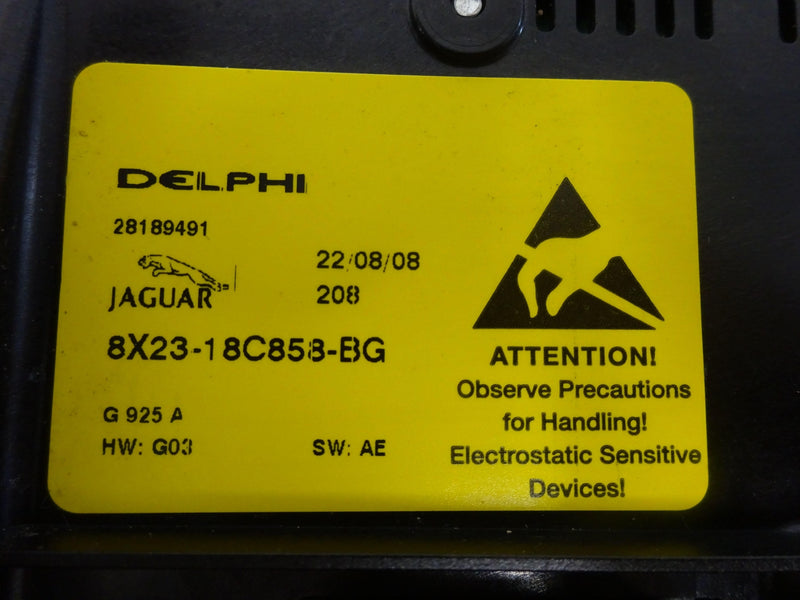 DELPHI
28189491
JAGUAR
22/08/08
208
8X23-18C858-BG
G 925 A
HW: G03
SW: AE
ATTENTION!
Observe Precautions
for Handling!
Electrostatic Sensitive
Devices!